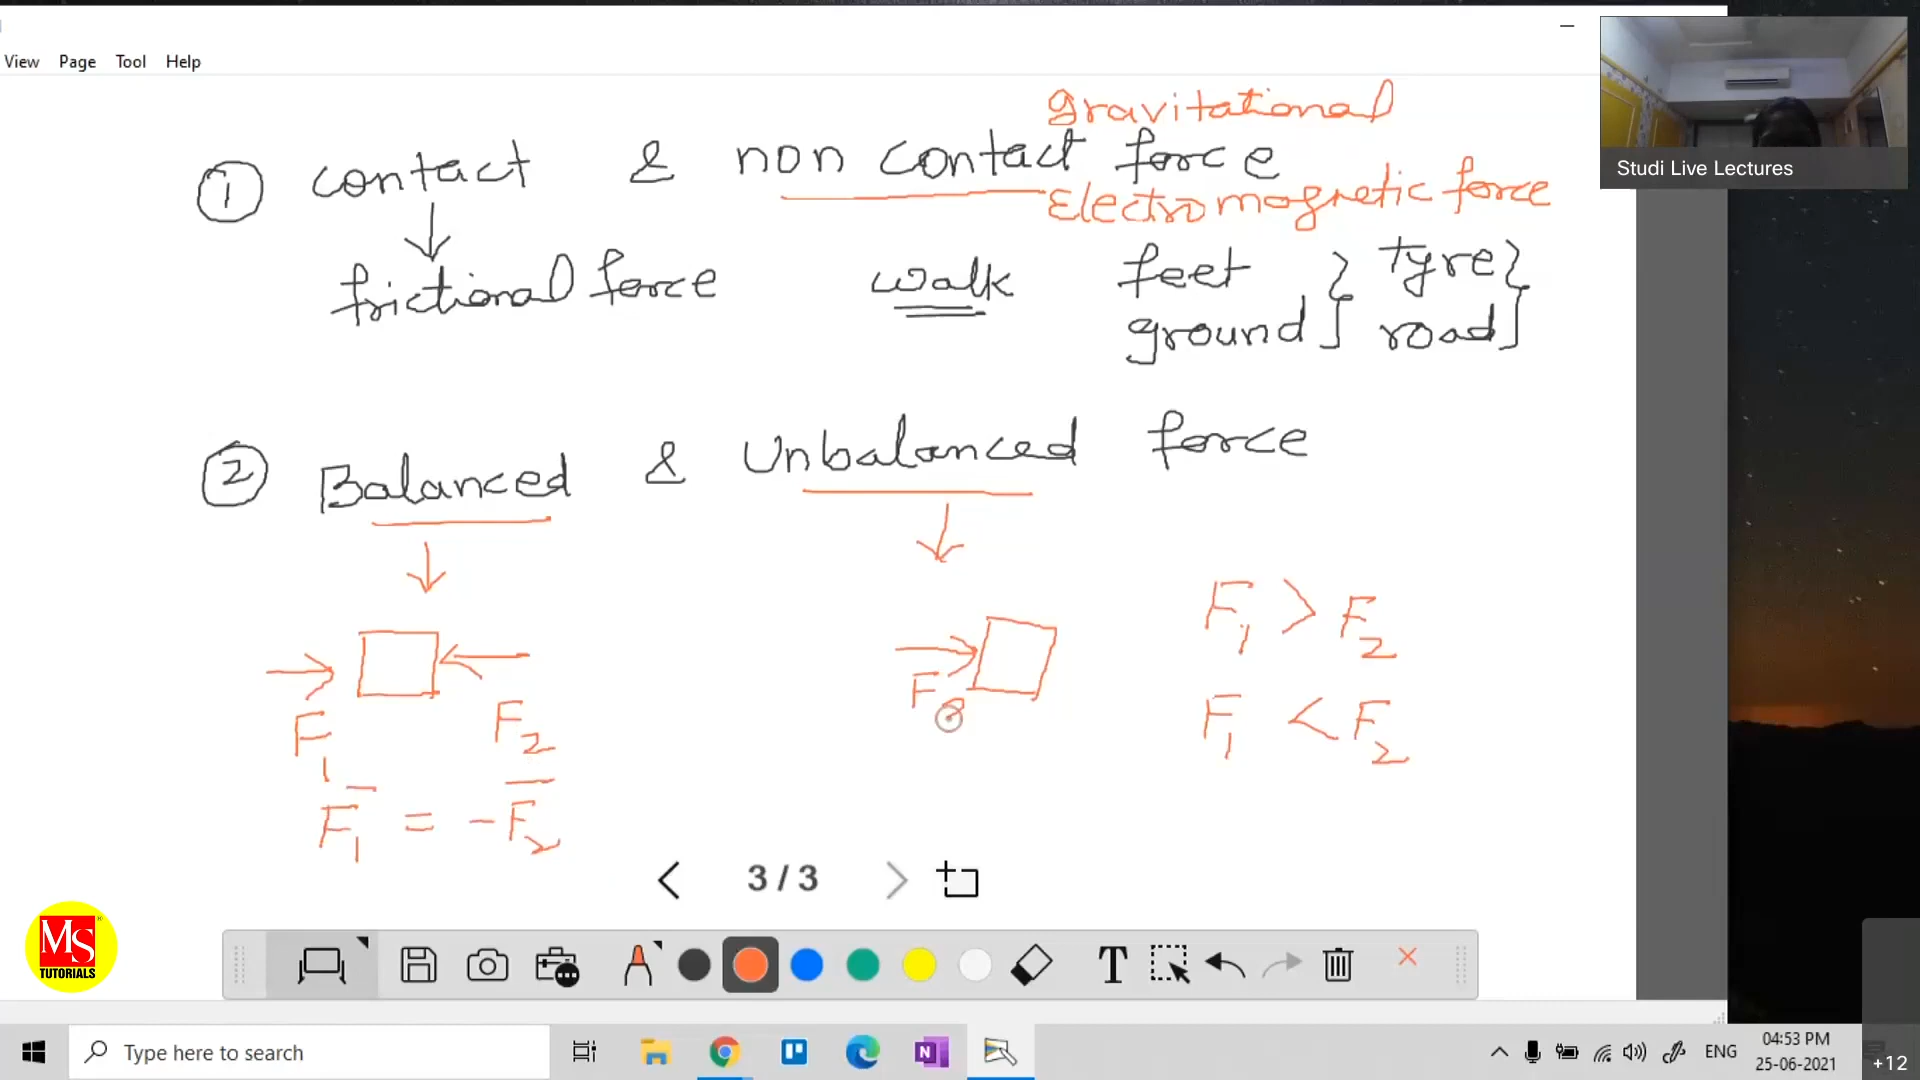 View Page Tool Help
Studi Live Lectures
gravitational
① contact & non contact force
Electromagnetic force
frictional force walk feet } tyre }
ground } road }
② Balanced & Unbalanced force
F₁ > F₂
F
F₁ F₂
F₁ < F₂
F₁ = -F₂
3 / 3
MS
TUTORIALS
T
Type here to search
N
ENG
04:53 PM
25-06-2021
+12